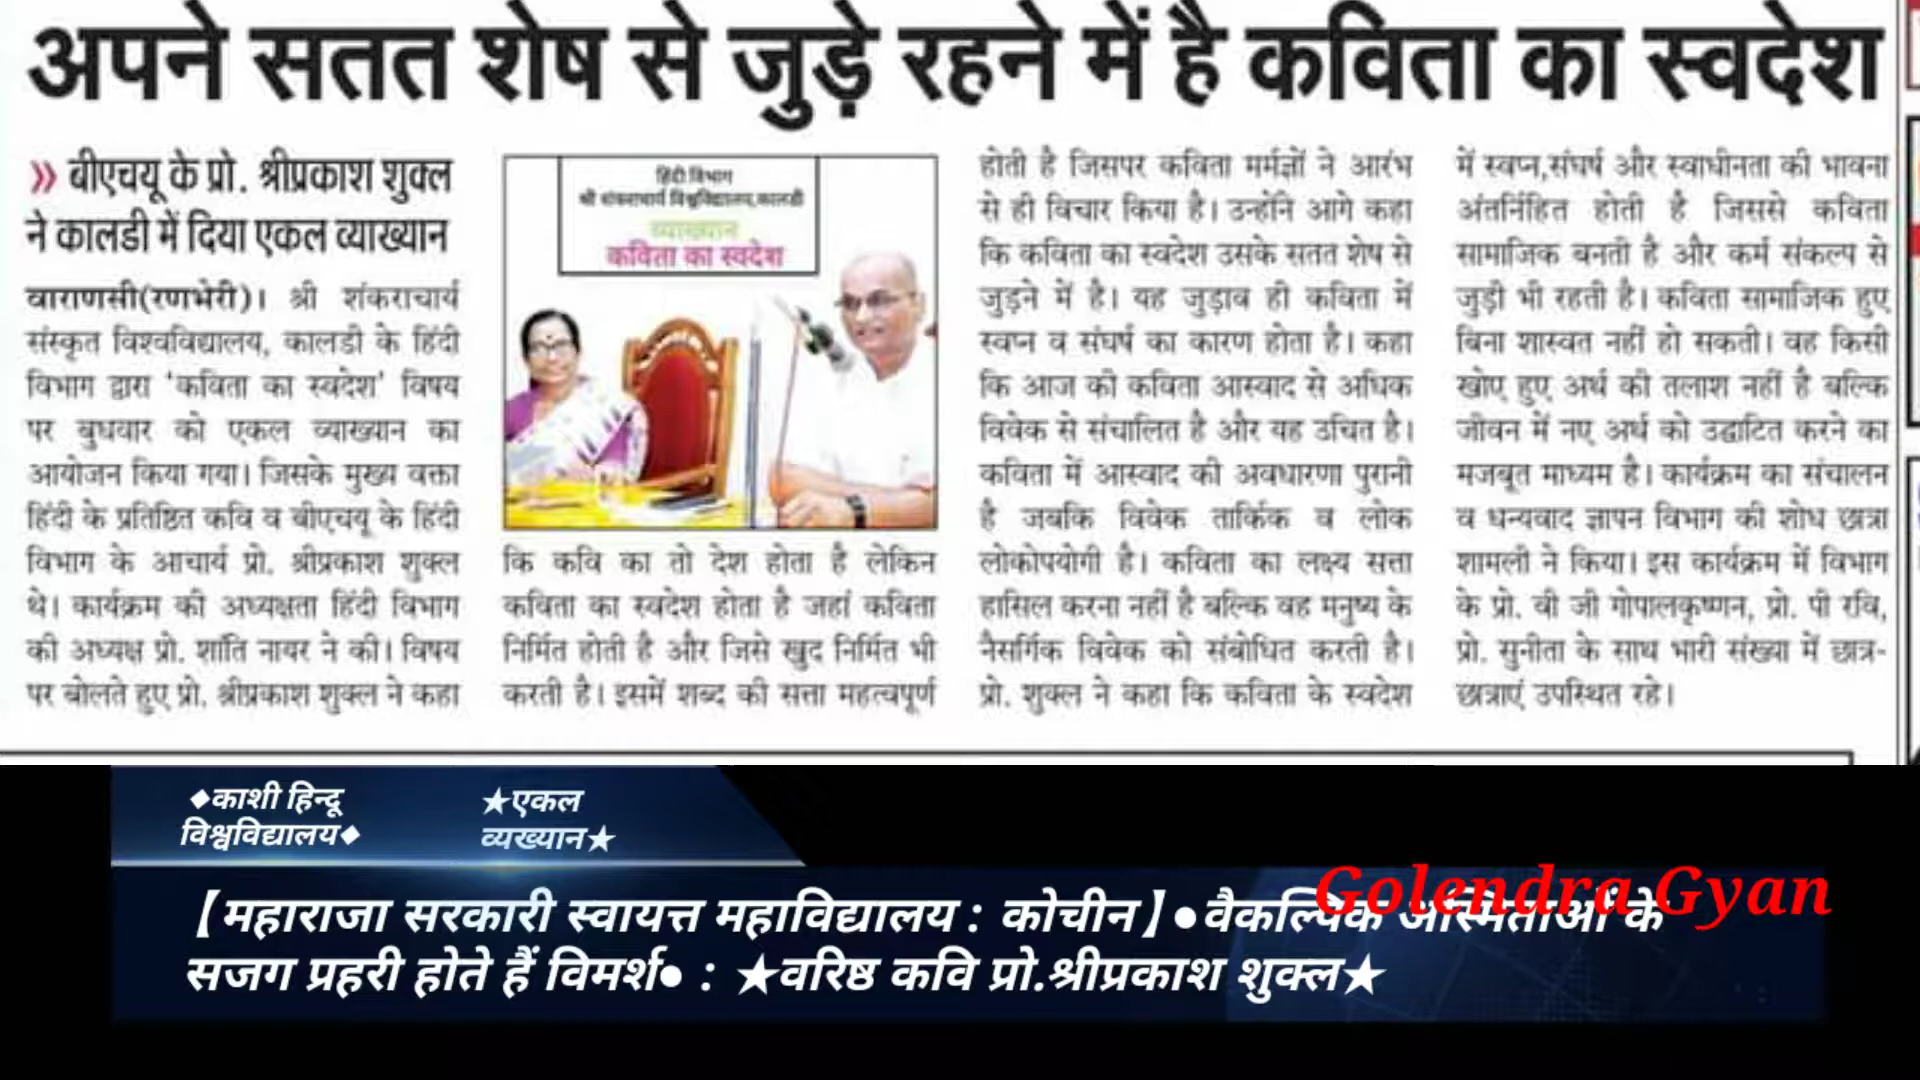 अपने सतत शेष से जुड़े रहने में है कविता का स्वदेश
» बीएचयू के प्रो. श्रीप्रकाश शुक्ल
ने कालडी में दिया एकल व्याख्यान
वाराणसी(रणभेरी)। श्री शंकराचार्य
संस्कृत विश्वविद्यालय, कालडी के हिंदी
विभाग द्वारा ‘कविता का स्वदेश’ विषय
पर बुधवार को एकल व्याख्यान का
आयोजन किया गया। जिसके मुख्य वक्ता
हिंदी के प्रतिष्ठित कवि व बीएचयू के हिंदी
विभाग के आचार्य प्रो. श्रीप्रकाश शुक्ल
थे। कार्यक्रम की अध्यक्षता हिंदी विभाग
की अध्यक्ष प्रो. शांति नायर ने की। विषय
पर बोलते हुए प्रो. श्रीप्रकाश शुक्ल ने कहा
हिंदी विभाग
श्री शंकराचार्य विश्वविद्यालय,कालडी
व्याख्यान
कविता का स्वदेश
कि कवि का तो देश होता है लेकिन
कविता का स्वदेश होता है जहां कविता
निर्मित होती है और जिसे खुद निर्मित भी
करती है। इसमें शब्द की सत्ता महत्वपूर्ण
होती है जिसपर कविता मर्मज्ञों ने आरंभ
से ही विचार किया है। उन्होंने आगे कहा
कि कविता का स्वदेश उसके सतत शेष से
जुड़ने में है। यह जुड़ाव ही कविता में
स्वप्न व संघर्ष का कारण होता है। कहा
कि आज की कविता आस्वाद से अधिक
विवेक से संचालित है और यह उचित है।
कविता में आस्वाद की अवधारणा पुरानी
है जबकि विवेक तार्किक व लोक
लोकोपयोगी है। कविता का लक्ष्य सत्ता
हासिल करना नहीं है बल्कि वह मनुष्य के
नैसर्गिक विवेक को संबोधित करती है।
प्रो. शुक्ल ने कहा कि कविता के स्वदेश
में स्वप्न,संघर्ष और स्वाधीनता की भावना
अंतर्निहित होती है जिससे कविता
सामाजिक बनती है और कर्म संकल्प से
जुड़ी भी रहती है। कविता सामाजिक हुए
बिना शास्वत नहीं हो सकती। वह किसी
खोए हुए अर्थ की तलाश नहीं है बल्कि
जीवन में नए अर्थ को उद्घाटित करने का
मजबूत माध्यम है। कार्यक्रम का संचालन
व धन्यवाद ज्ञापन विभाग की शोध छात्रा
शामली ने किया। इस कार्यक्रम में विभाग
के प्रो. वी जी गोपालकृष्णन, प्रो. पी रवि,
प्रो. सुनीता के साथ भारी संख्या में छात्र-
छात्राएं उपस्थित रहे।
◆काशी हिन्दू
विश्वविद्यालय◆
★एकल
व्यख्यान★
Golendra Gyan
【महाराजा सरकारी स्वायत्त महाविद्यालय : कोचीन】●वैकल्पिक अस्मिताओं के
सजग प्रहरी होते हैं विमर्श● : ★वरिष्ठ कवि प्रो.श्रीप्रकाश शुक्ल★